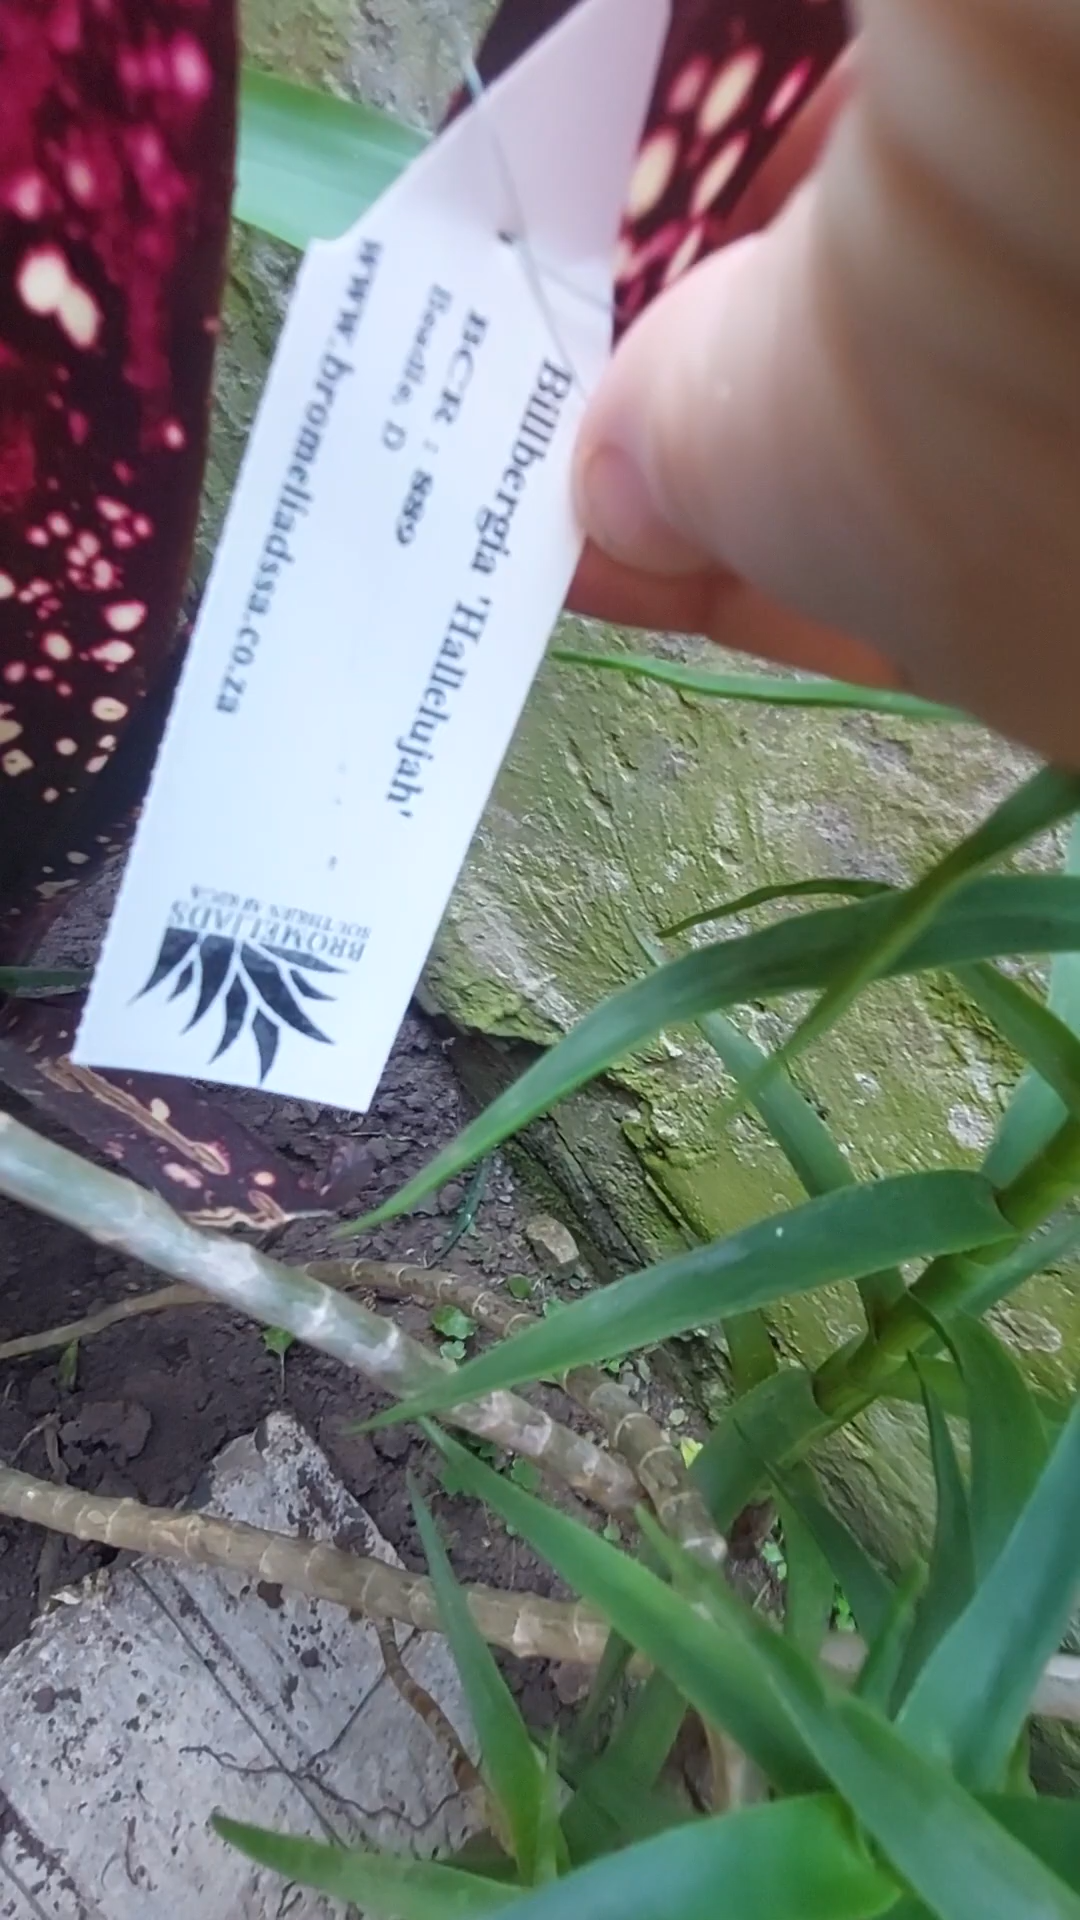 Billbergia 'Hallelujah'
BCR : 889
Beadle, D
www.bromeliadssa.co.za
BROMELIADS
SOUTHERN AFRICA